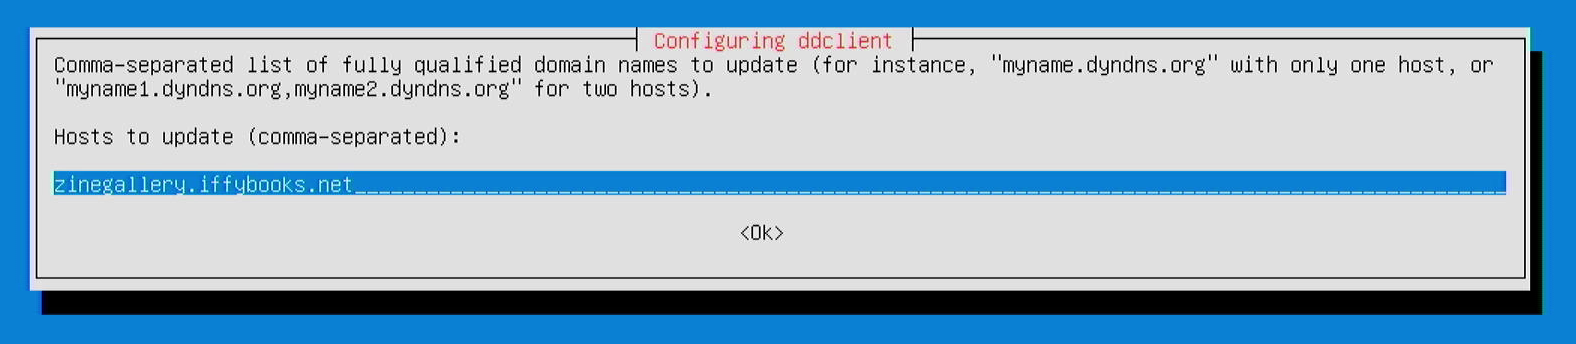 Configuring ddclient
Comma-separated list of fully qualified domain names to update (for instance, "myname.dyndns.org" with only one host, or
"myname1.dyndns.org,myname2.dyndns.org" for two hosts).
Hosts to update (comma-separated):
zinegallery.iffybooks.net
<Ok>